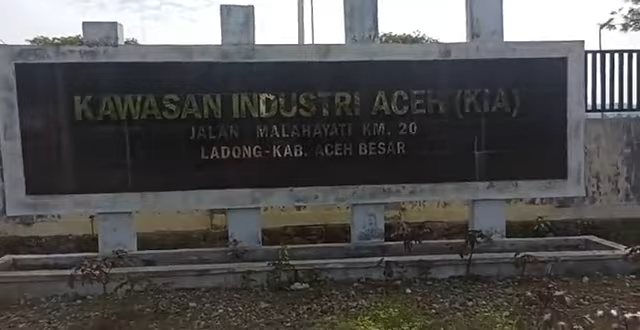 KAWASAN INDUSTRI ACEH (KIA)
JALAN MALAHAYATI KM. 20
LADONG-KAB. ACEH BESAR